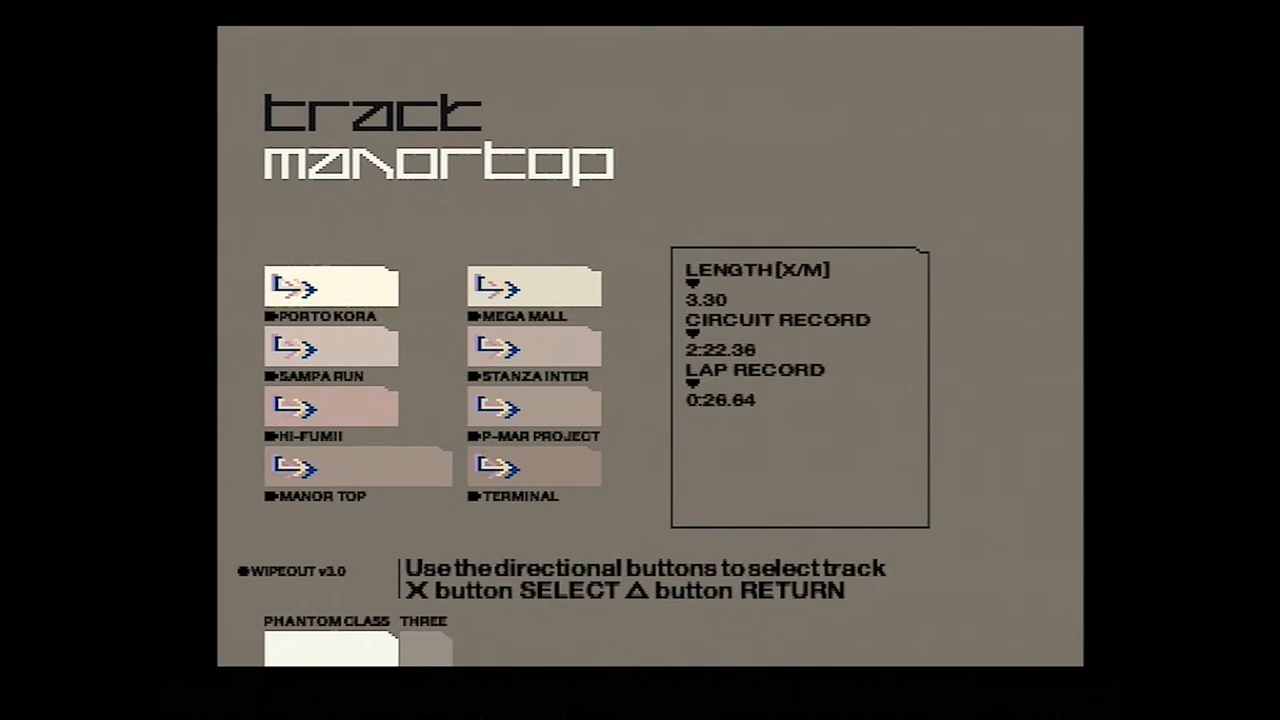 track
manortop
PORTO KORA
MEGA MALL
SAMPA RUN
STANZA INTER
HI-FUMII
P-MAR PROJECT
MANOR TOP
TERMINAL
LENGTH[X/M]
3.30
CIRCUIT RECORD
2:22.36
LAP RECORD
0:26.64
WIPEOUT v3.0
Use the directional buttons to select track
X button SELECT △ button RETURN
PHANTOM CLASS THREE